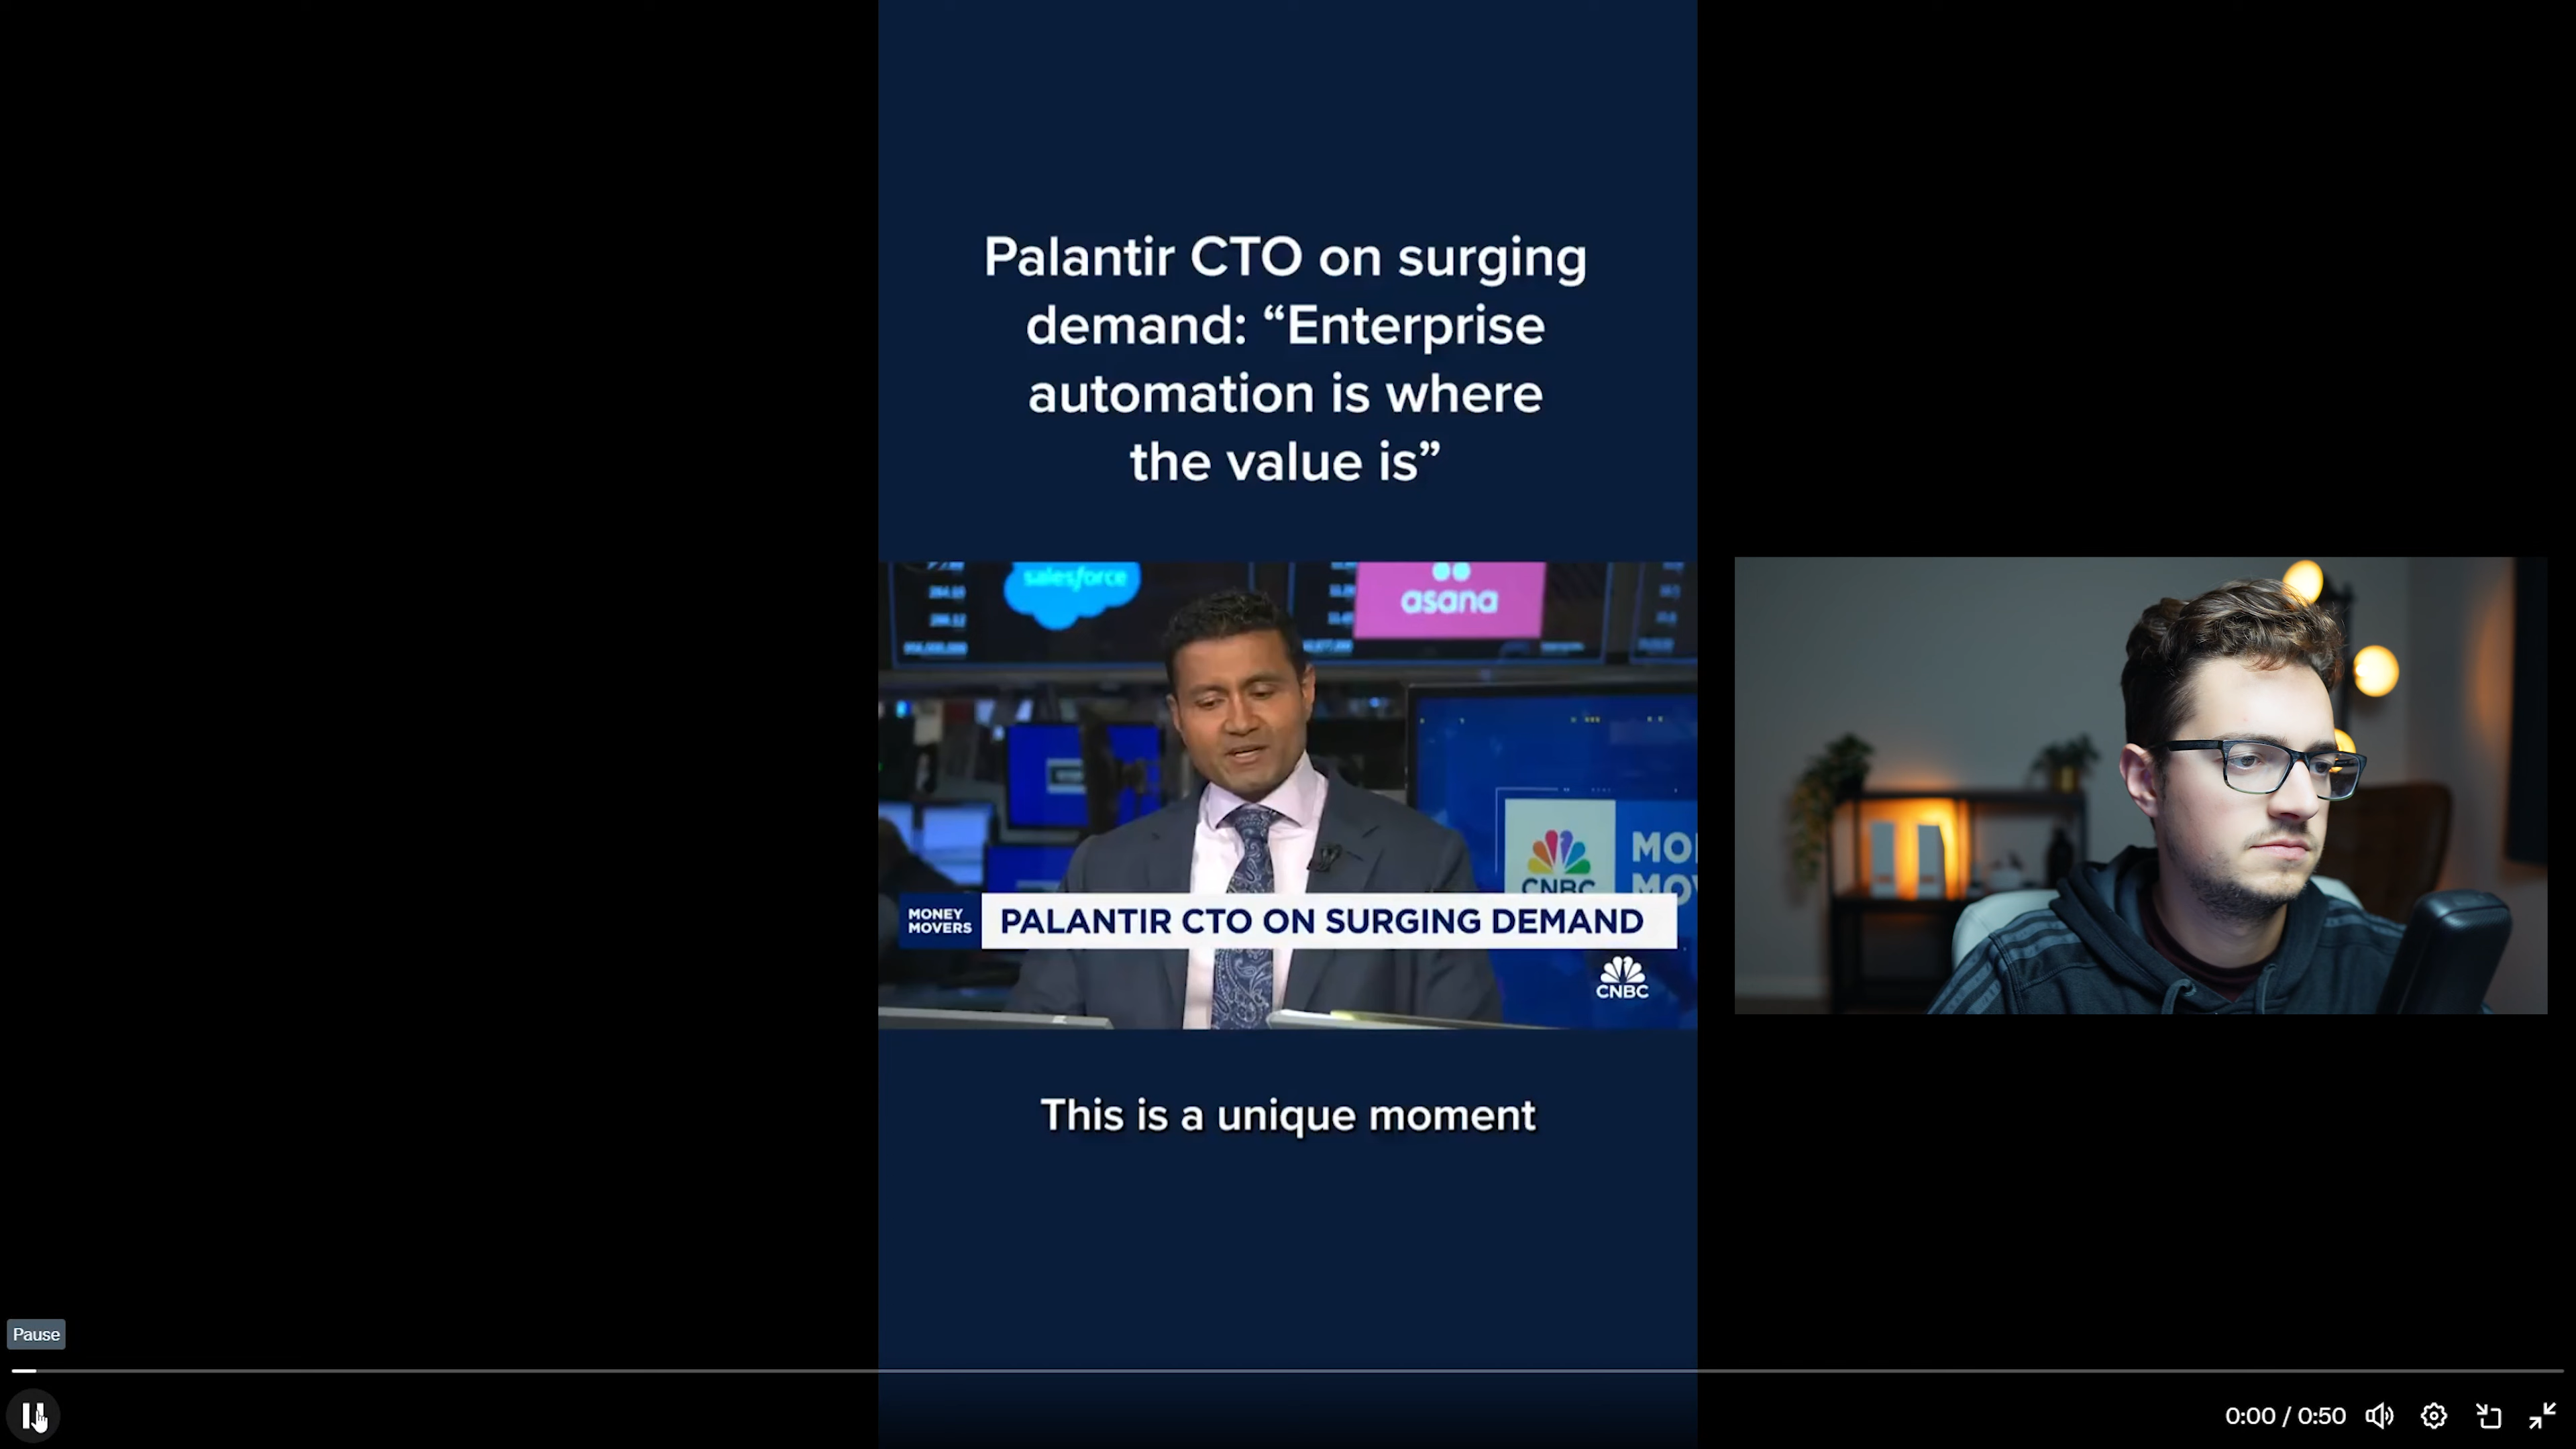 Palantir CTO on surging
demand: “Enterprise
automation is where
the value is”
salesforce
asana
CNBC
MONEY
MOVERS
PALANTIR CTO ON SURGING DEMAND
CNBC
This is a unique moment
Pause
0:00 / 0:50